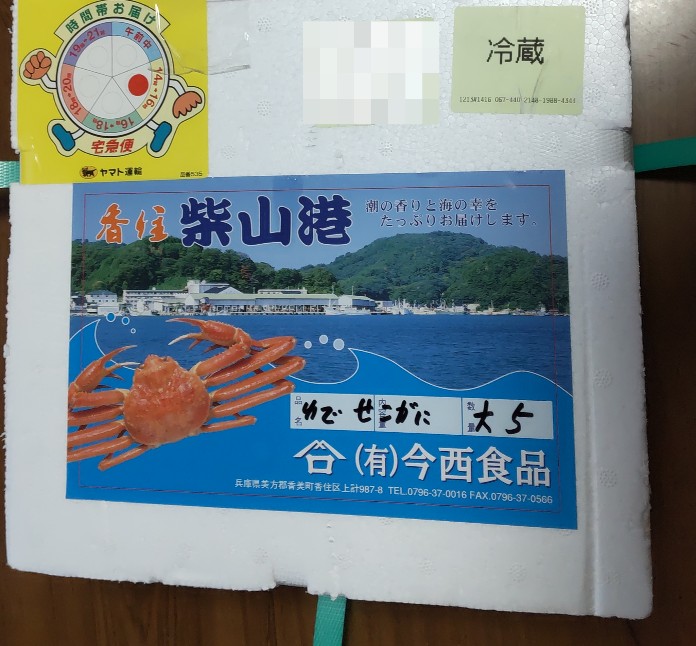 時間帯お届け
午前中
14時-16時
16時-18時
18時-20時
19時-21時
宅急便
ヤマト運輸
冷蔵
香住 柴山港
潮の香りと海の幸を
たっぷりお届けします。
品名 ゆでせこがに 内容量 数量 大5
(有)今西食品
兵庫県美方郡香美町香住区上計987-8 TEL.0796-37-0016 FAX.0796-37-0566